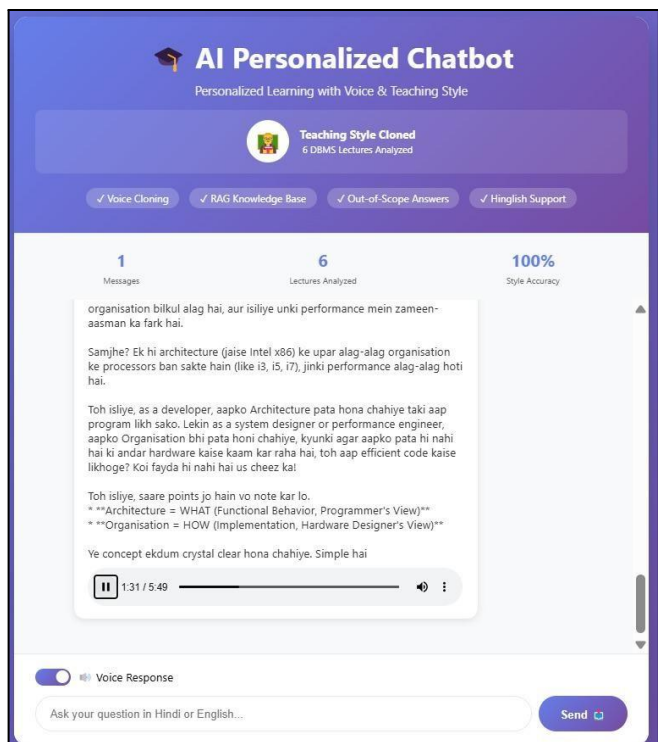 AI Personalized Chatbot
Personalized Learning with Voice & Teaching Style
Teaching Style Cloned
6 DBMS Lectures Analyzed
✓ Voice Cloning ✓ RAG Knowledge Base ✓ Out-of-Scope Answers ✓ Hinglish Support
1 6 100%
Messages Lectures Analyzed Style Accuracy
organisation bilkul alag hai, aur isiliye unki performance mein zameen-
aasman ka fark hai.
Samjhe? Ek hi architecture (jaise Intel x86) ke upar alag-alag organisation
ke processors ban sakte hain (like i3, i5, i7), jinki performance alag-alag hoti
hai.
Toh isliye, as a developer, aapko Architecture pata hona chahiye taki aap
program likh sako. Lekin as a system designer or performance engineer,
aapko Organisation bhi pata honi chahiye, kyunki agar aapko pata hi nahi
hai ki andar hardware kaise kaam kar raha hai, toh aap efficient code kaise
likhoge? Koi fayda hi nahi hai us cheez ka!
Toh isliye, saare points jo hain vo note kar lo.
* **Architecture = WHAT (Functional Behavior, Programmer's View)**
* **Organisation = HOW (Implementation, Hardware Designer's View)**
Ye concept ekdum crystal clear hona chahiye. Simple hai
1:31 / 5:49
Voice Response
Ask your question in Hindi or English...
Send